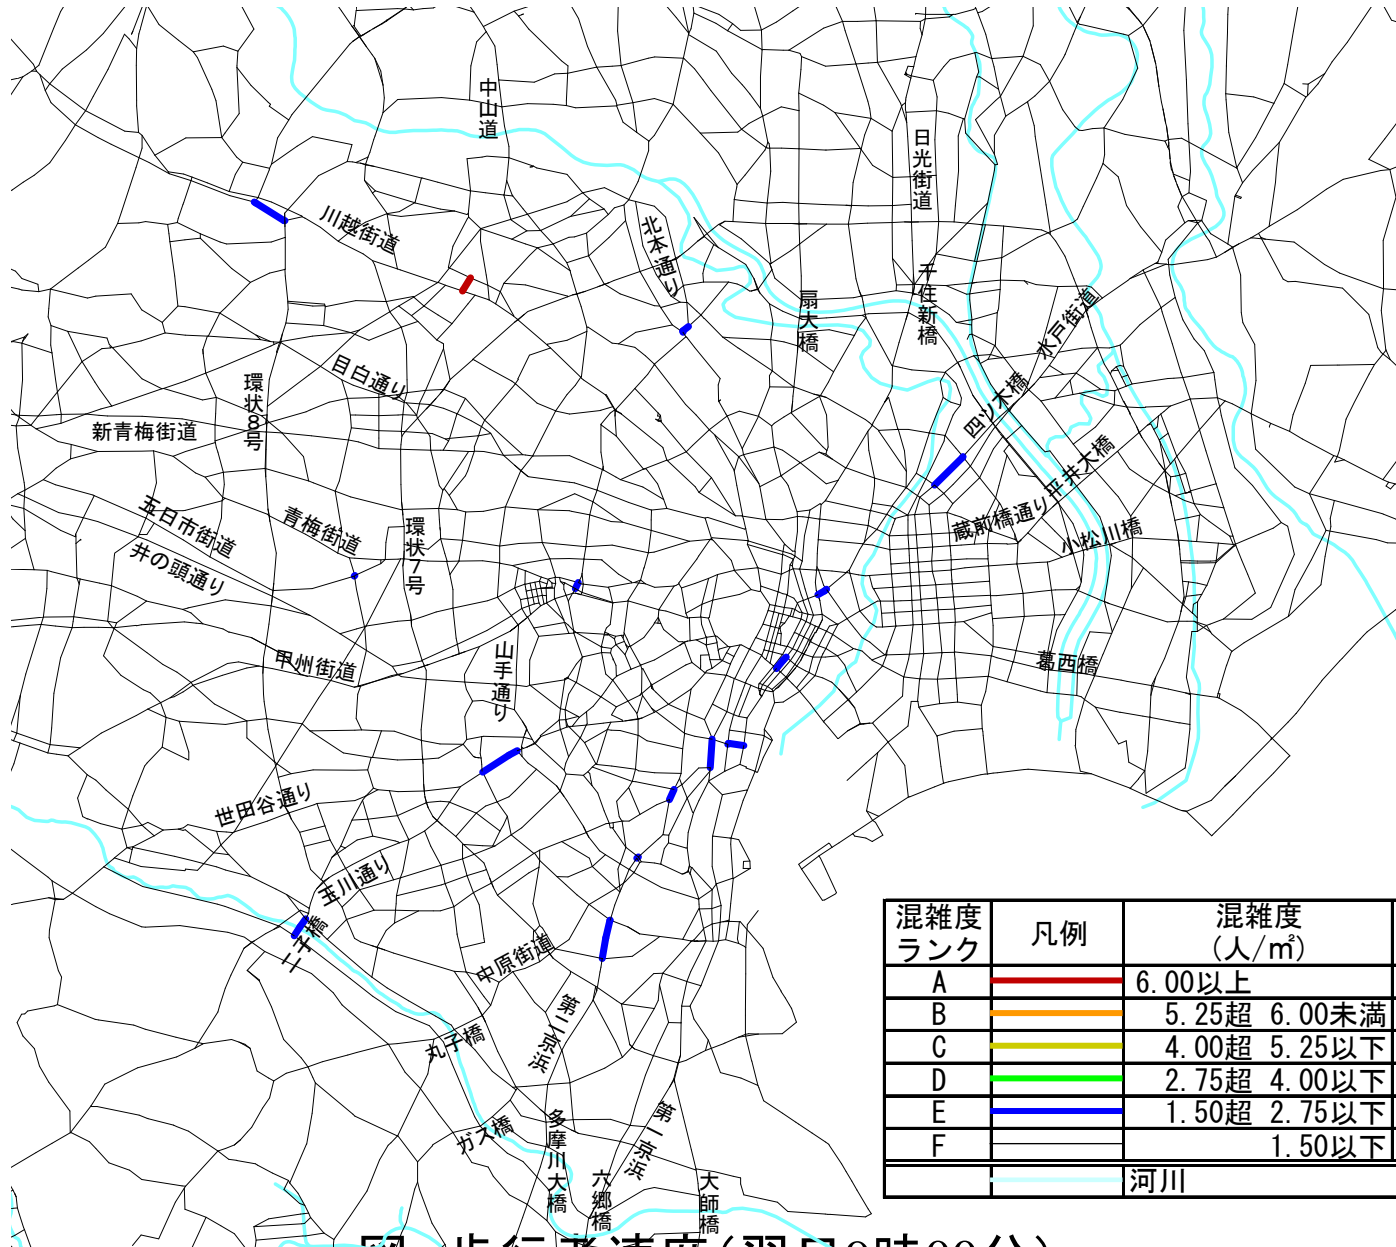 中山道
日光街道
川越街道
北本通り
千住新橋
扇大橋
水戸街道
目白通り
環状8号
四ツ木橋
新青梅街道
平井大橋
五日市街道
青梅街道
環状7号
蔵前橋通り
小松川橋
井の頭通り
山手通り
甲州街道
葛西橋
世田谷通り
玉川通り
二子橋
中原街道
第二京浜
丸子橋
ガス橋
多摩川大橋
第一京浜
六郷橋
大師橋
混雑度ランク 凡例 混雑度(人/㎡)
A 6.00以上
B 5.25超 6.00未満
C 4.00超 5.25以下
D 2.75超 4.00以下
E 1.50超 2.75以下
F 1.50以下
河川